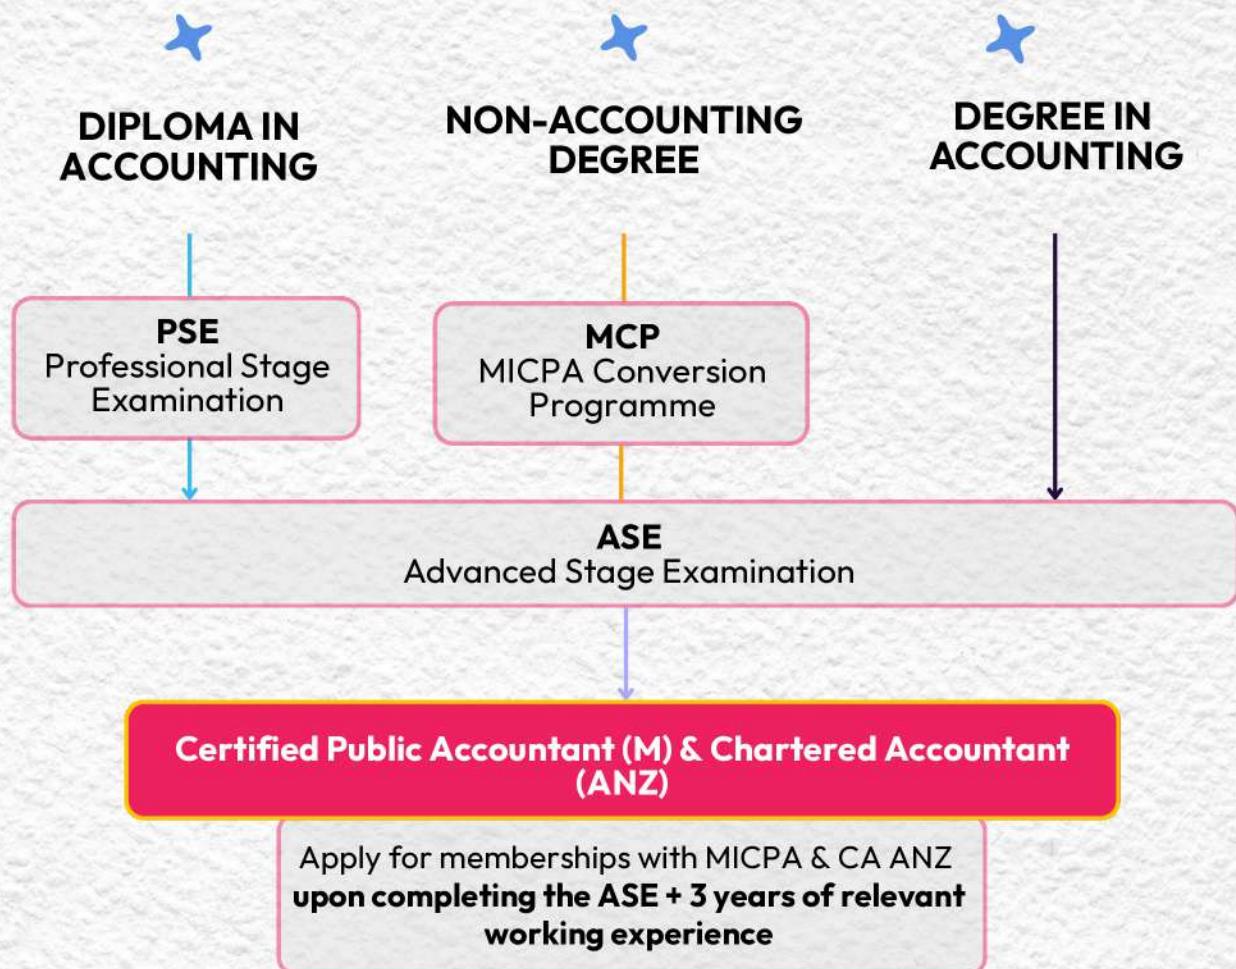 DIPLOMA IN
ACCOUNTING
NON-ACCOUNTING
DEGREE
DEGREE IN
ACCOUNTING
PSE
Professional Stage
Examination
MCP
MICPA Conversion
Programme
ASE
Advanced Stage Examination
Certified Public Accountant (M) & Chartered Accountant
(ANZ)
Apply for memberships with MICPA & CA ANZ
upon completing the ASE + 3 years of relevant
working experience